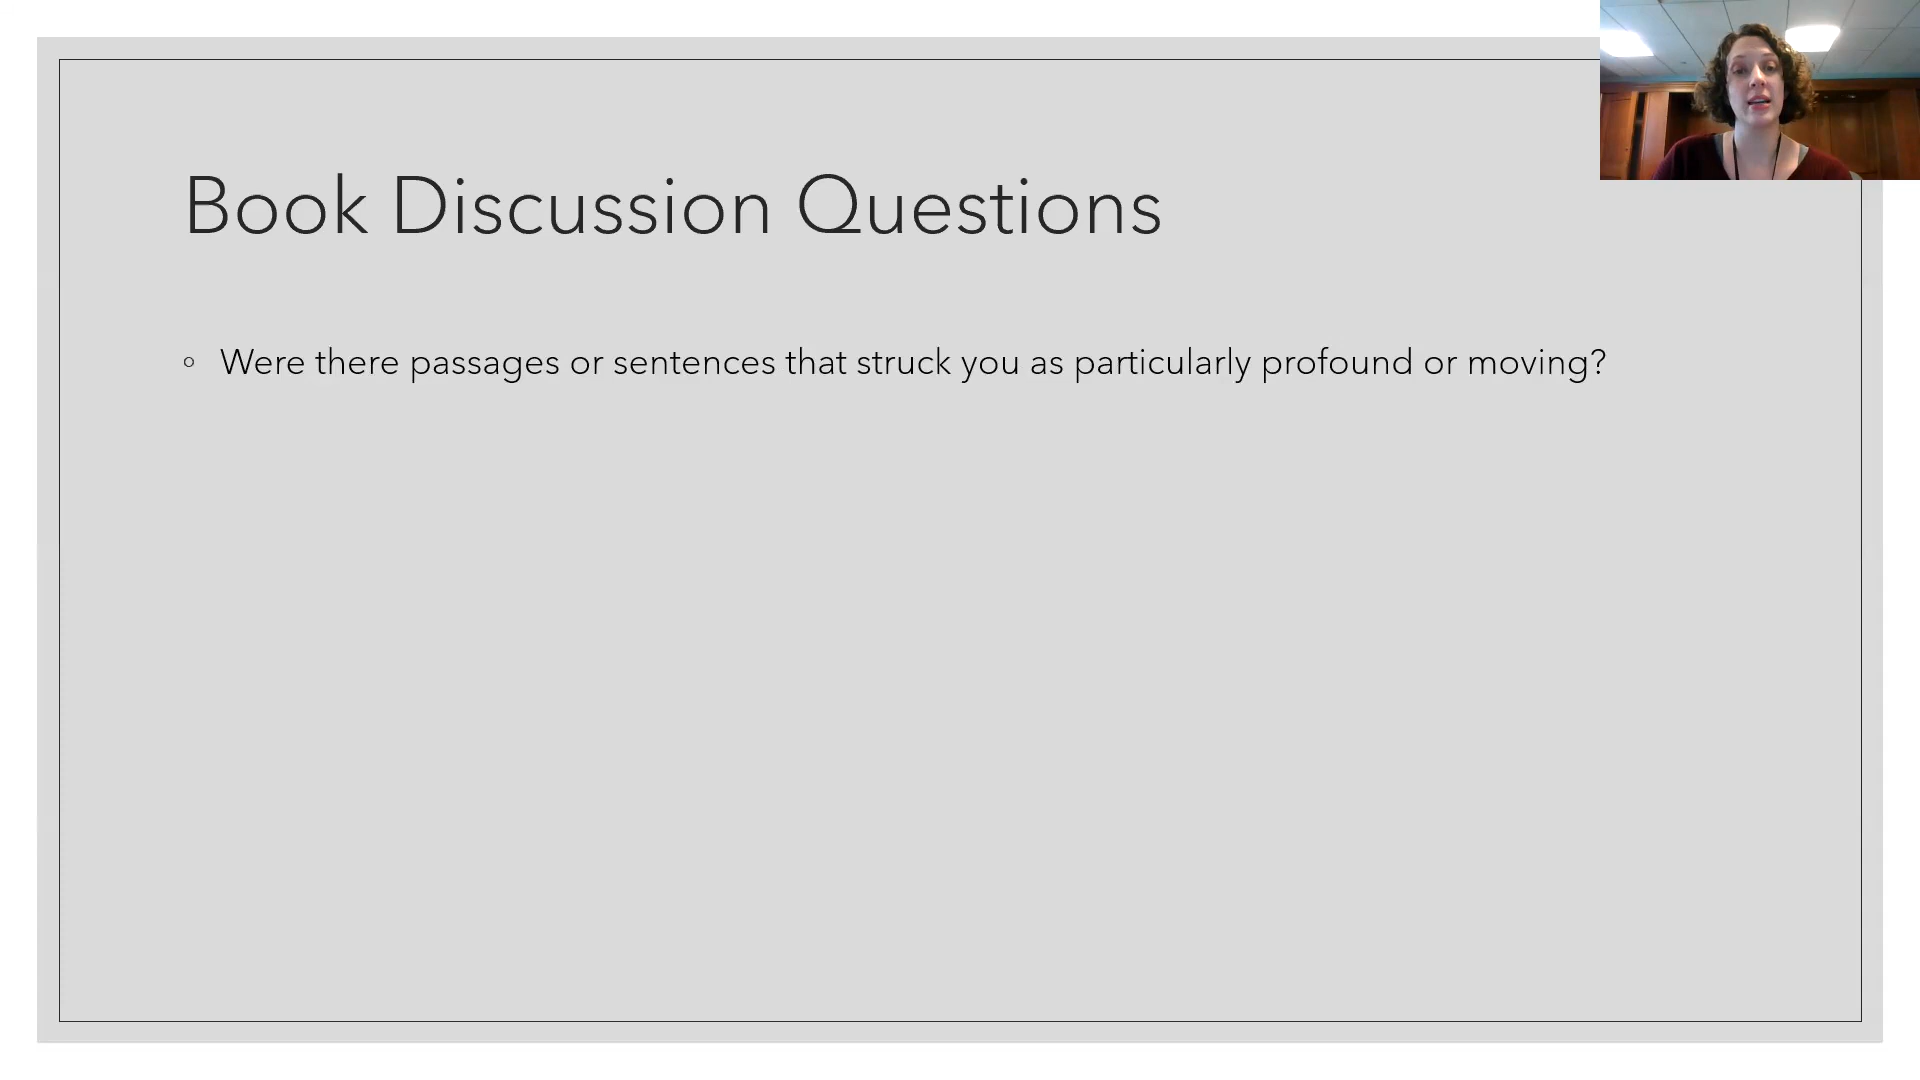 Book Discussion Questions
Were there passages or sentences that struck you as particularly profound or moving?